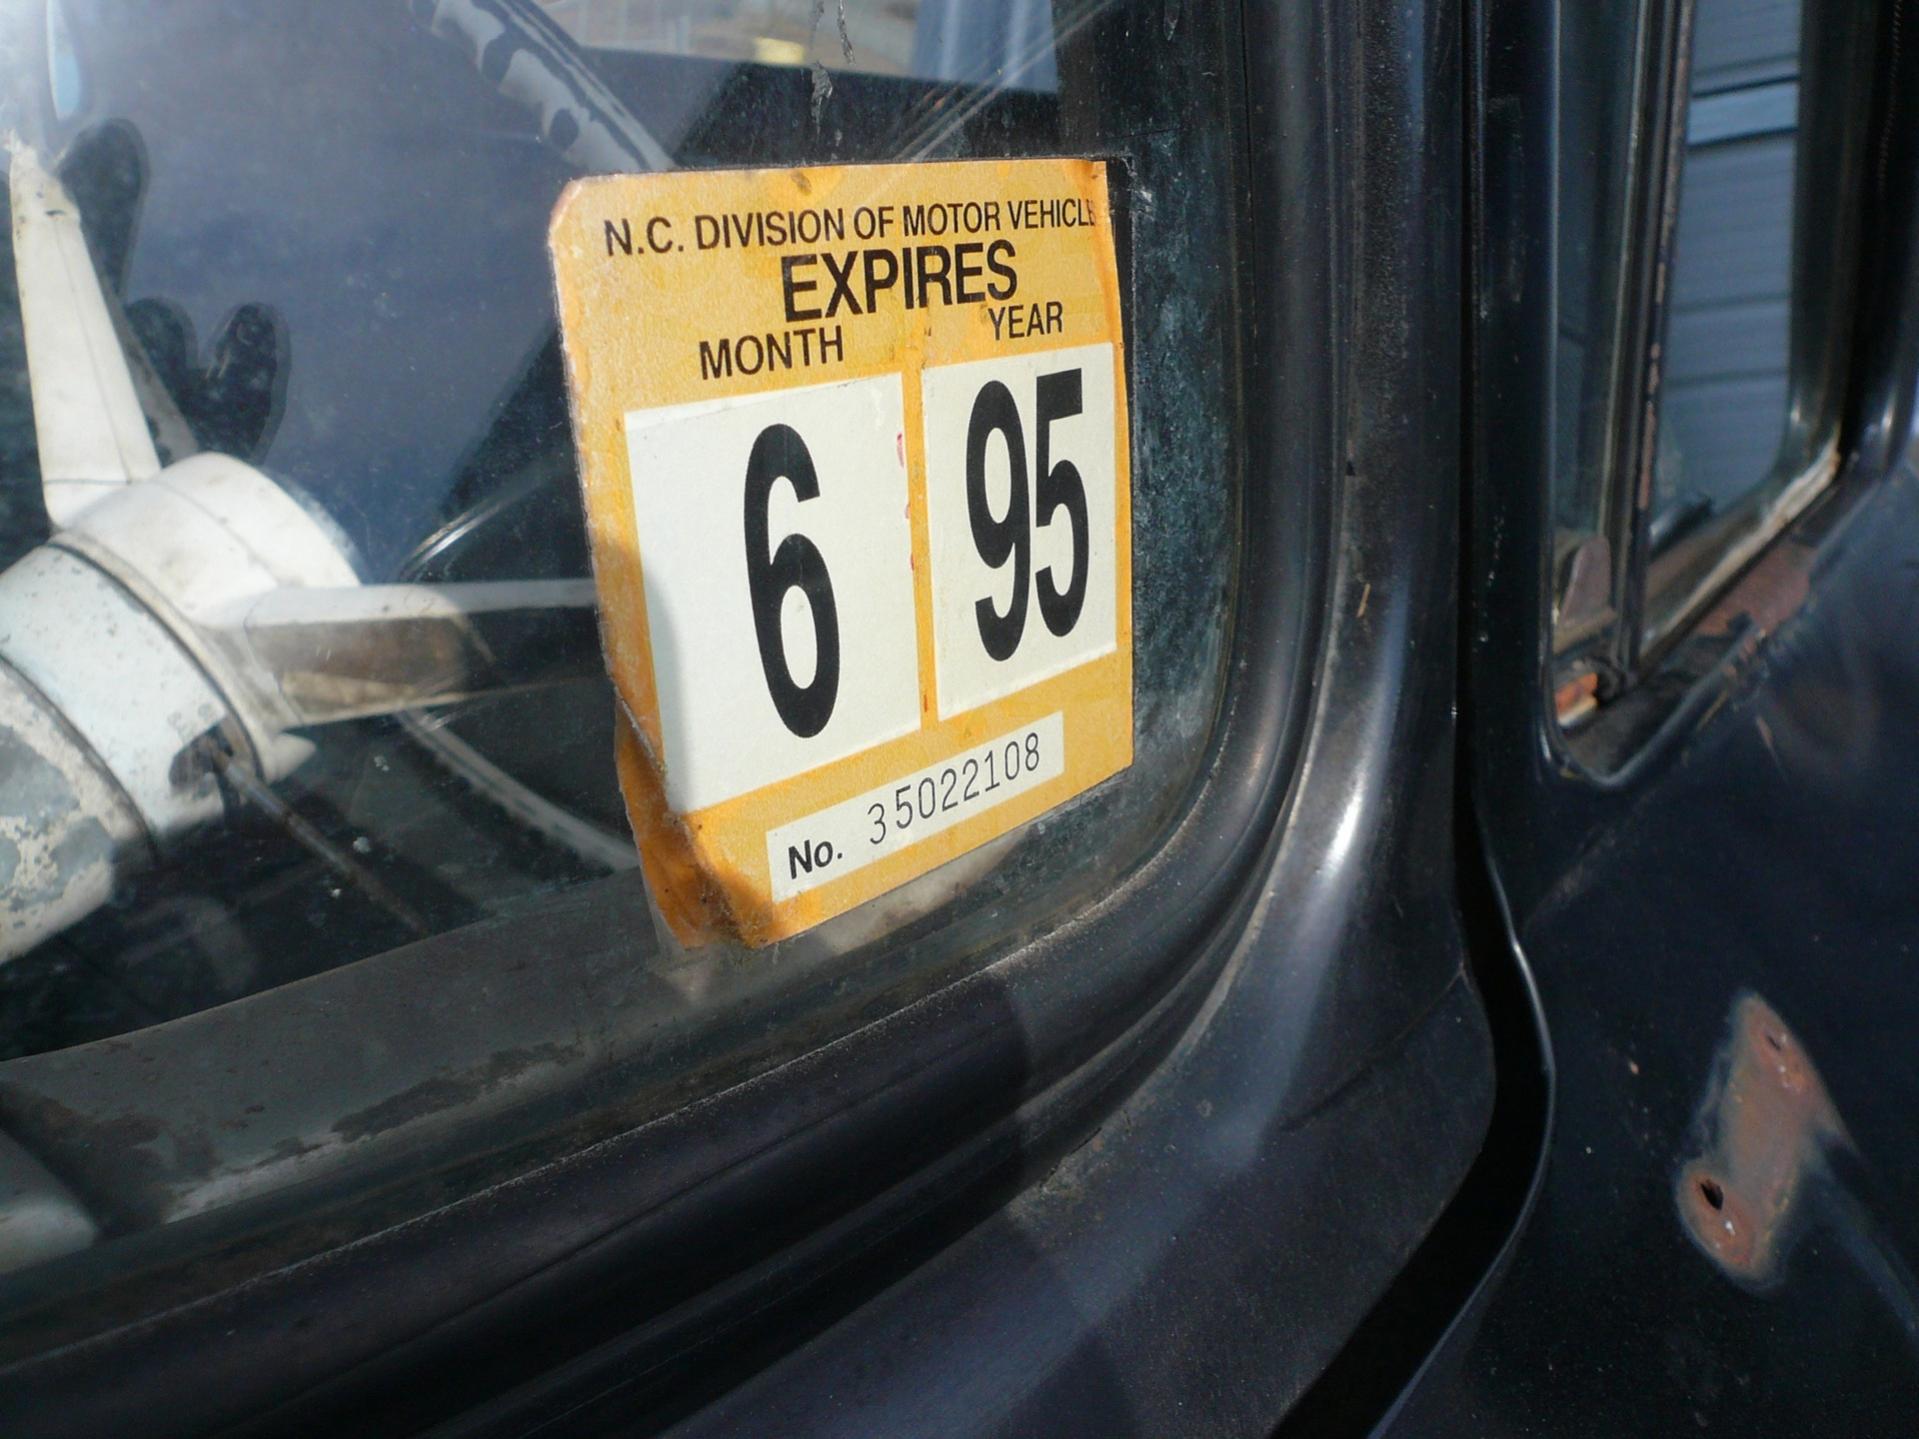 N.C. DIVISION OF MOTOR VEHICLE
EXPIRES
MONTH YEAR
6 95
No. 35022108